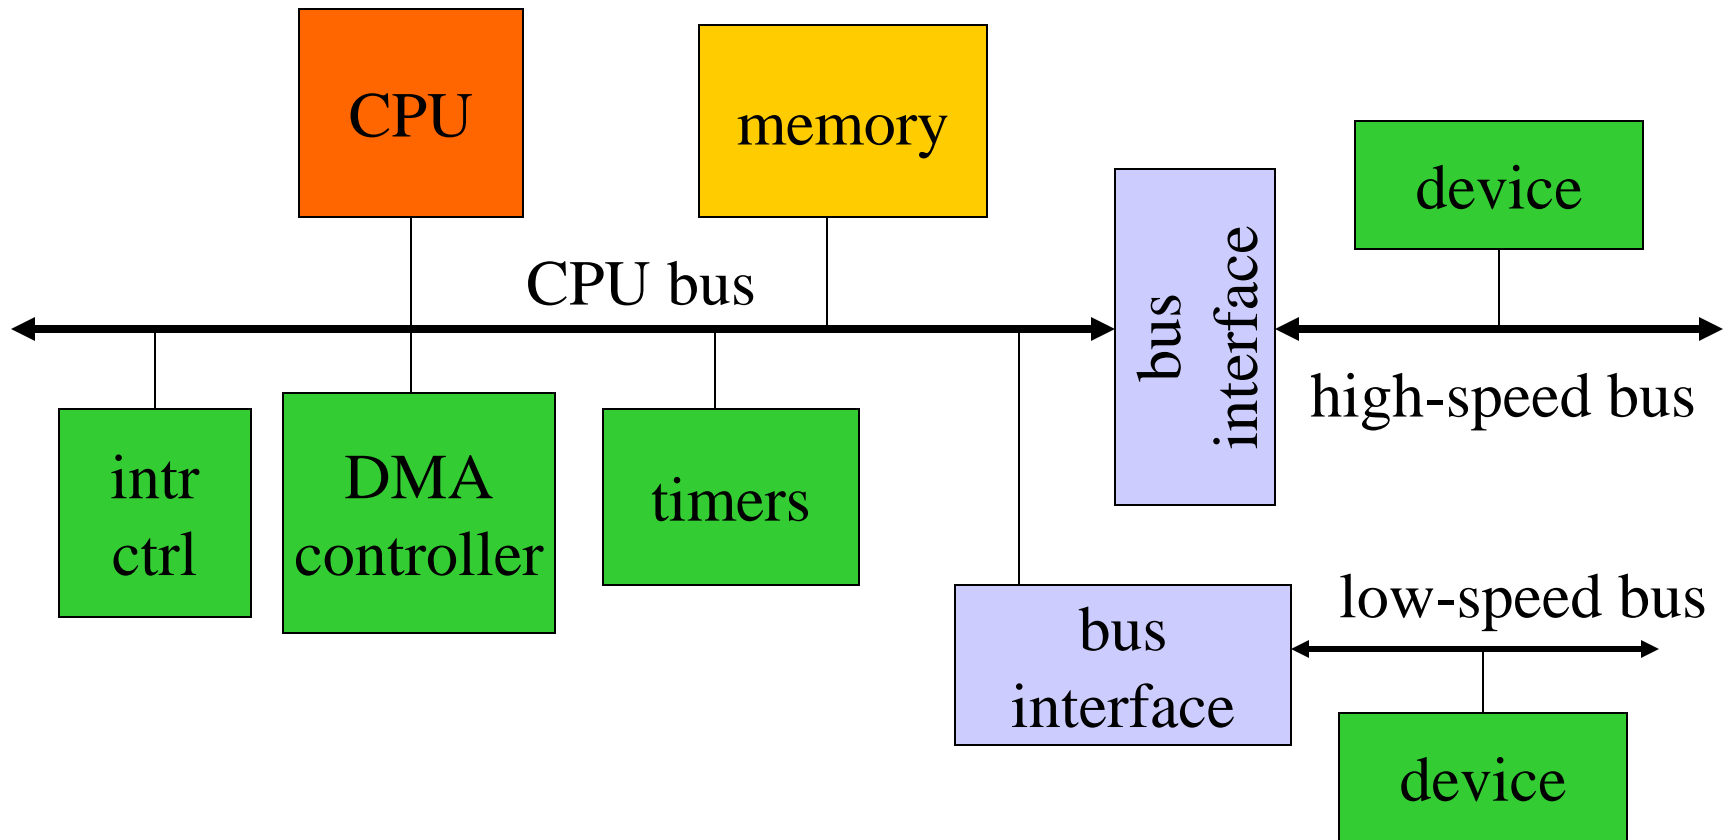 CPU
memory
device
CPU bus
bus
interface
high-speed bus
intr
ctrl
DMA
controller
timers
low-speed bus
bus
interface
device